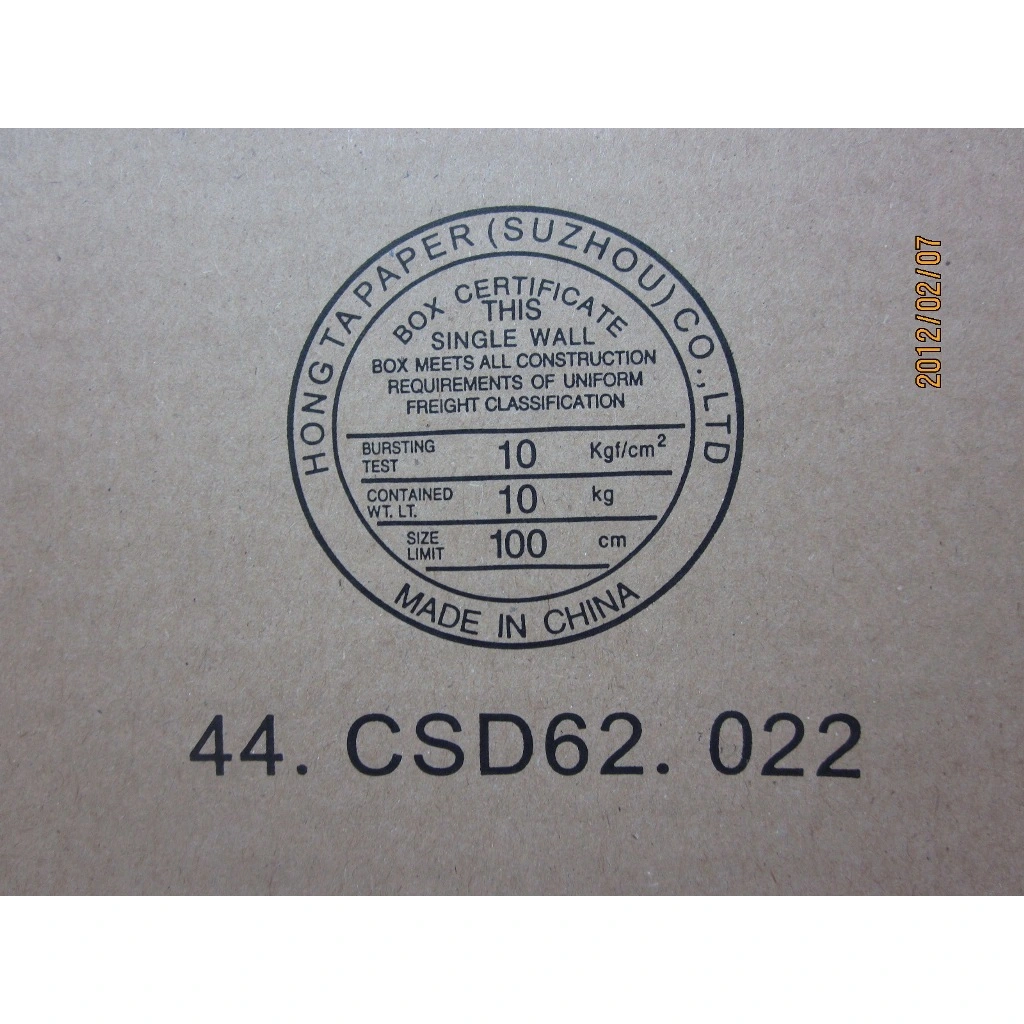 HONG TA PAPER (SUZHOU) CO.,LTD
BOX CERTIFICATE
THIS
SINGLE WALL
BOX MEETS ALL CONSTRUCTION
REQUIREMENTS OF UNIFORM
FREIGHT CLASSIFICATION
BURSTING TEST 10 Kgf/cm²
CONTAINED WT. LT. 10 kg
SIZE LIMIT 100 cm
MADE IN CHINA
44. CSD62. 022
2012/02/07